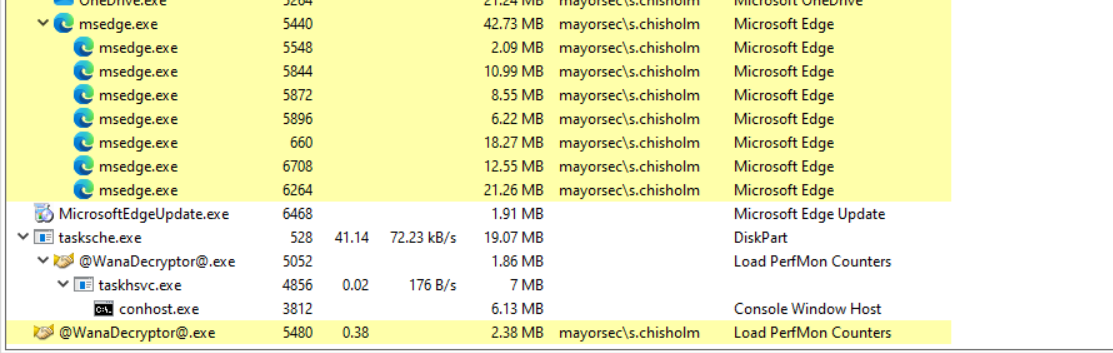 OneDrive.exe 5264 21.24 MB mayorsec\s.chisholm Microsoft OneDrive
msedge.exe 5440 42.73 MB mayorsec\s.chisholm Microsoft Edge
msedge.exe 5548 2.09 MB mayorsec\s.chisholm Microsoft Edge
msedge.exe 5844 10.99 MB mayorsec\s.chisholm Microsoft Edge
msedge.exe 5872 8.55 MB mayorsec\s.chisholm Microsoft Edge
msedge.exe 5896 6.22 MB mayorsec\s.chisholm Microsoft Edge
msedge.exe 660 18.27 MB mayorsec\s.chisholm Microsoft Edge
msedge.exe 6708 12.55 MB mayorsec\s.chisholm Microsoft Edge
msedge.exe 6264 21.26 MB mayorsec\s.chisholm Microsoft Edge
MicrosoftEdgeUpdate.exe 6468 1.91 MB Microsoft Edge Update
tasksche.exe 528 41.14 72.23 kB/s 19.07 MB DiskPart
@WanaDecryptor@.exe 5052 1.86 MB Load PerfMon Counters
taskhsvc.exe 4856 0.02 176 B/s 7 MB
conhost.exe 3812 6.13 MB Console Window Host
@WanaDecryptor@.exe 5480 0.38 2.38 MB mayorsec\s.chisholm Load PerfMon Counters